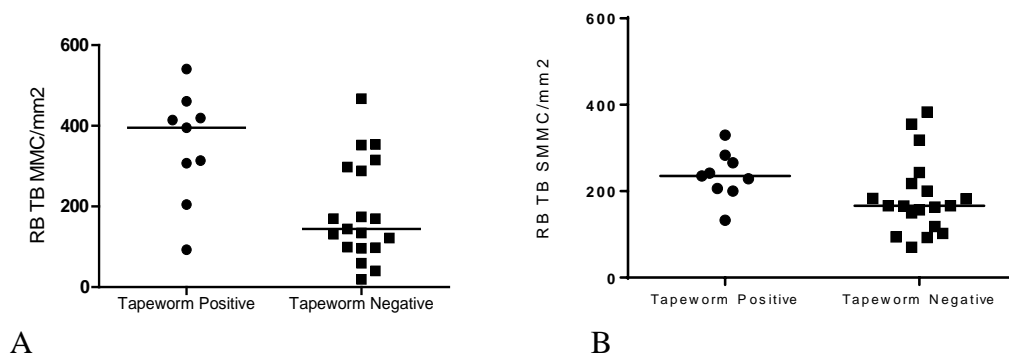 600
400
200
0
RB TB MMC/mm2
Tapeworm Positive
Tapeworm Negative
A
600
400
200
0
RB TB SMMC/mm2
Tapeworm Positive
Tapeworm Negative
B